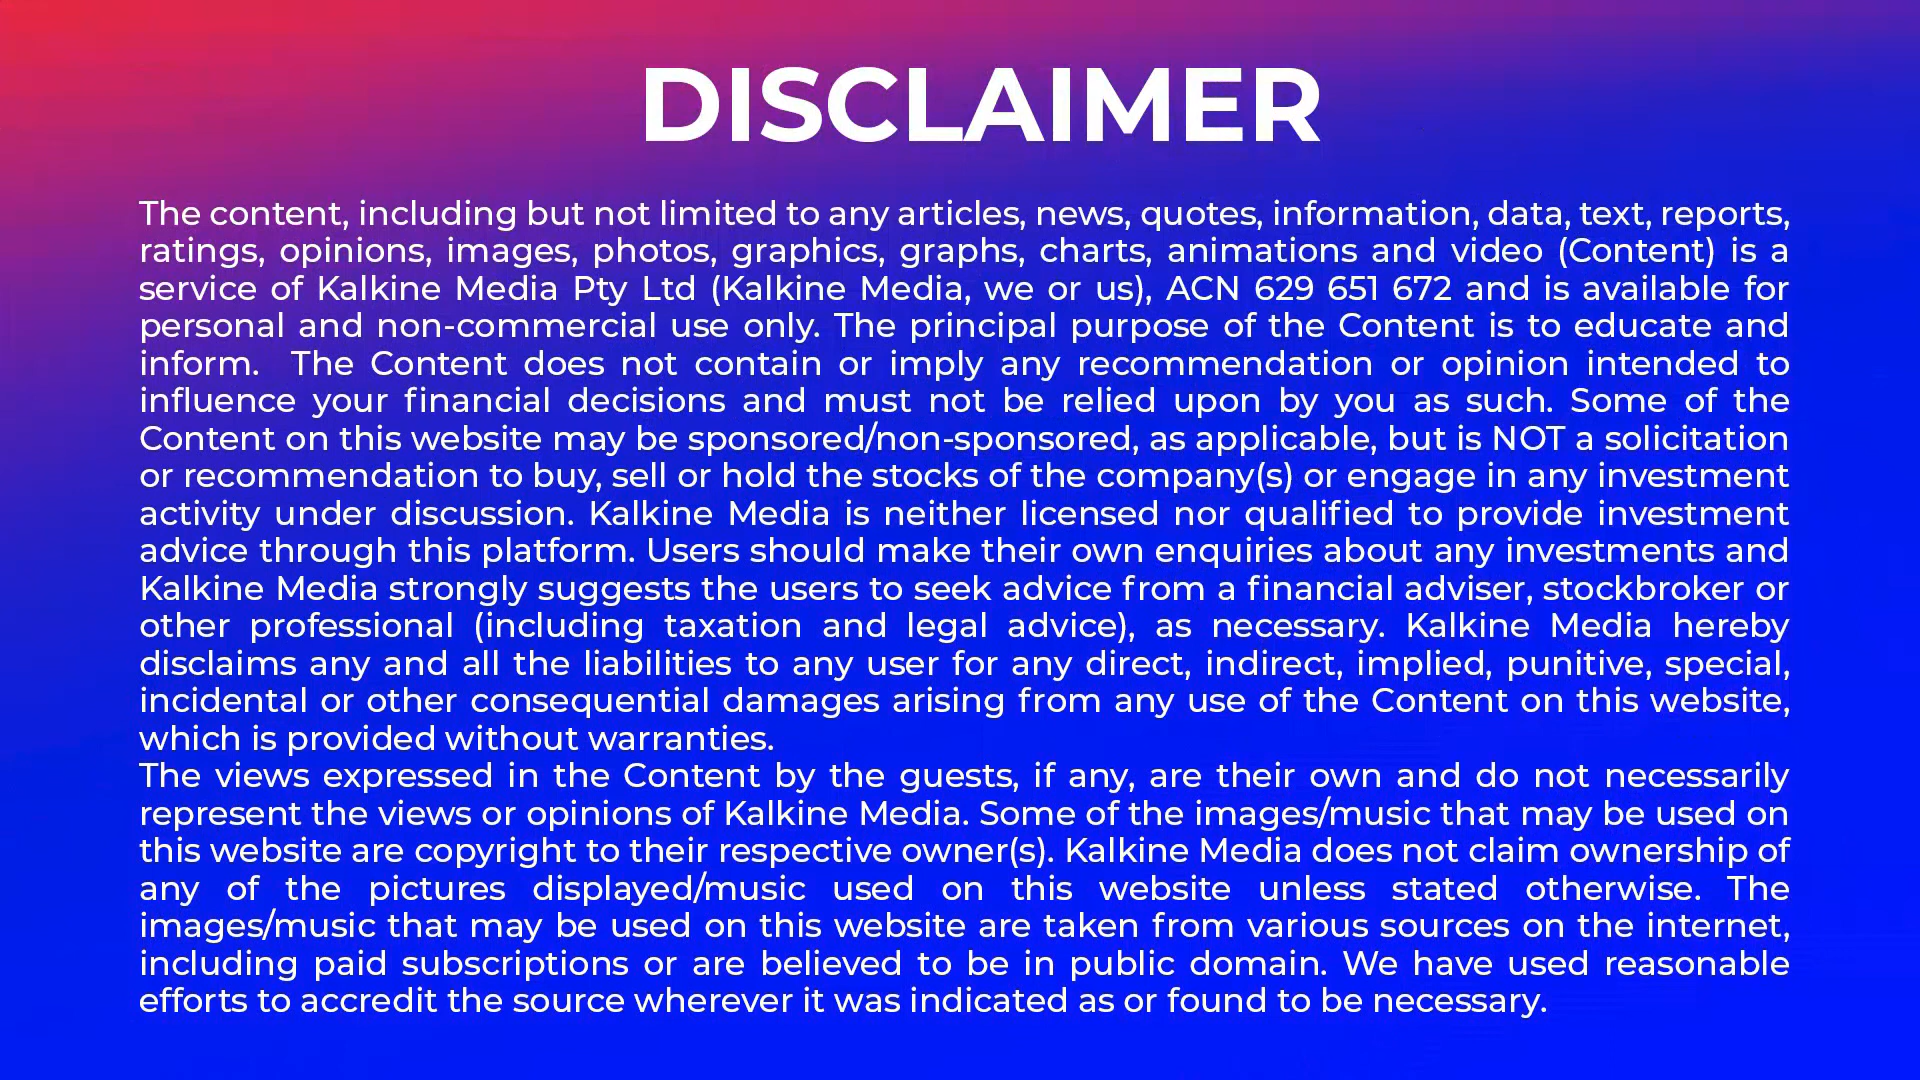 DISCLAIMER
The content, including but not limited to any articles, news, quotes, information, data, text, reports,
ratings, opinions, images, photos, graphics, graphs, charts, animations and video (Content) is a
service of Kalkine Media Pty Ltd (Kalkine Media, we or us), ACN 629 651 672 and is available for
personal and non-commercial use only. The principal purpose of the Content is to educate and
inform.  The Content does not contain or imply any recommendation or opinion intended to
influence your financial decisions and must not be relied upon by you as such. Some of the
Content on this website may be sponsored/non-sponsored, as applicable, but is NOT a solicitation
or recommendation to buy, sell or hold the stocks of the company(s) or engage in any investment
activity under discussion. Kalkine Media is neither licensed nor qualified to provide investment
advice through this platform. Users should make their own enquiries about any investments and
Kalkine Media strongly suggests the users to seek advice from a financial adviser, stockbroker or
other professional (including taxation and legal advice), as necessary. Kalkine Media hereby
disclaims any and all the liabilities to any user for any direct, indirect, implied, punitive, special,
incidental or other consequential damages arising from any use of the Content on this website,
which is provided without warranties.
The views expressed in the Content by the guests, if any, are their own and do not necessarily
represent the views or opinions of Kalkine Media. Some of the images/music that may be used on
this website are copyright to their respective owner(s). Kalkine Media does not claim ownership of
any of the pictures displayed/music used on this website unless stated otherwise. The
images/music that may be used on this website are taken from various sources on the internet,
including paid subscriptions or are believed to be in public domain. We have used reasonable
efforts to accredit the source wherever it was indicated as or found to be necessary.